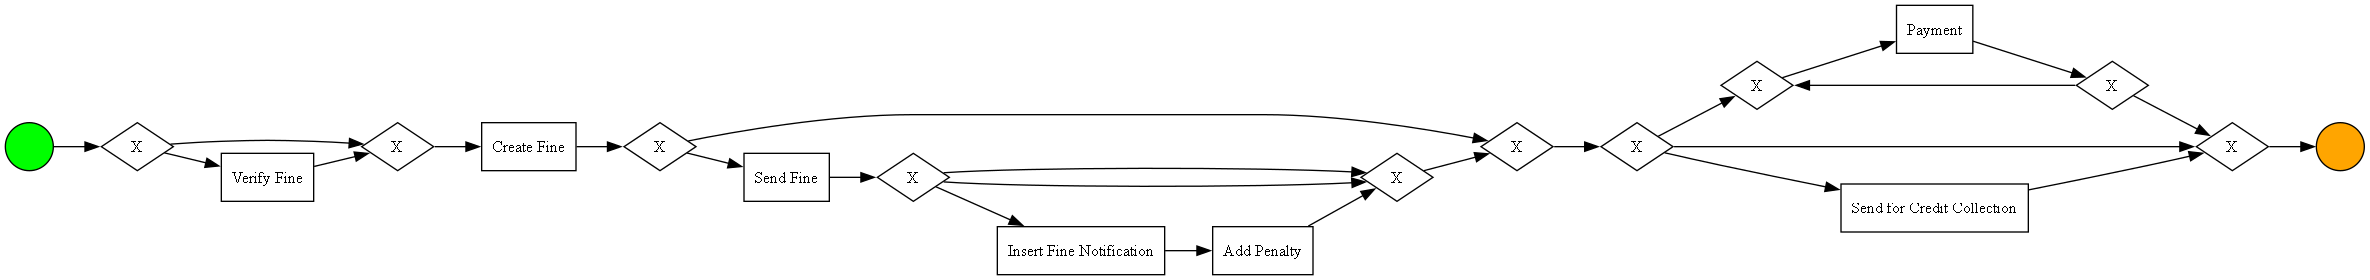 X
Verify Fine
X
Create Fine
X
Send Fine
X
Insert Fine Notification
Add Penalty
X
X
X
X
Payment
Send for Credit Collection
X
X